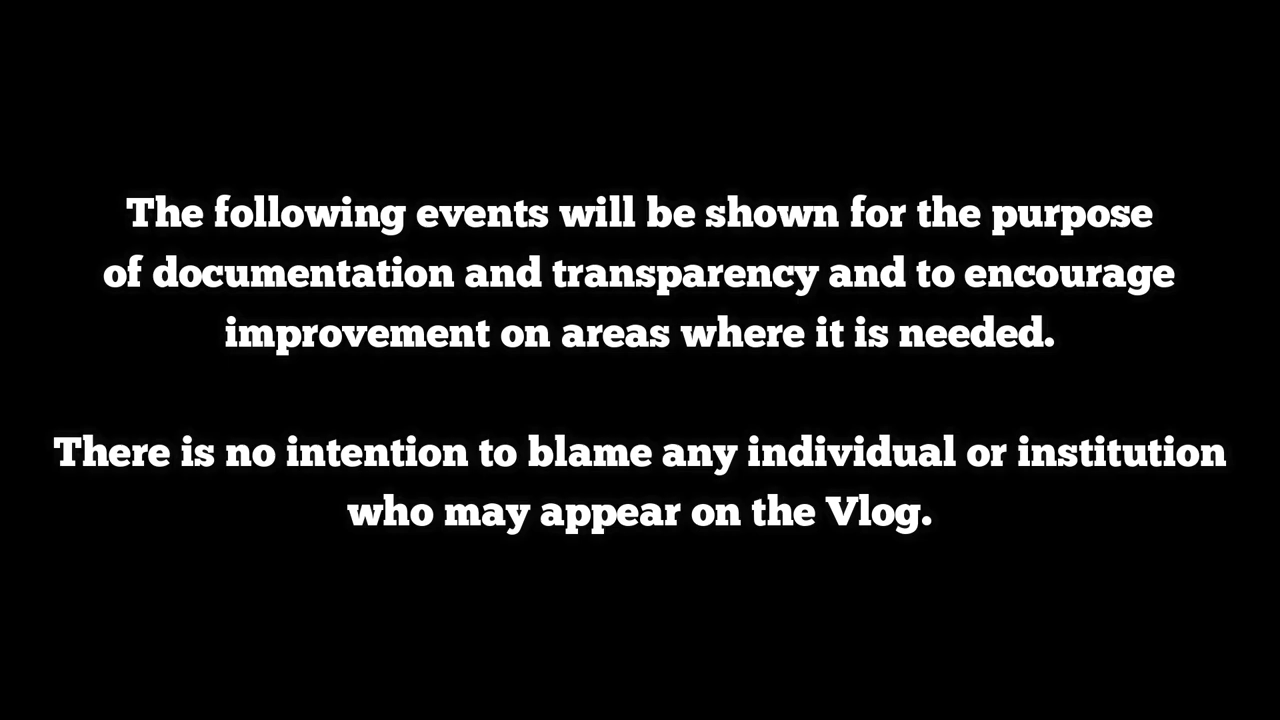 The following events will be shown for the purpose
of documentation and transparency and to encourage
improvement on areas where it is needed.
There is no intention to blame any individual or institution
who may appear on the Vlog.